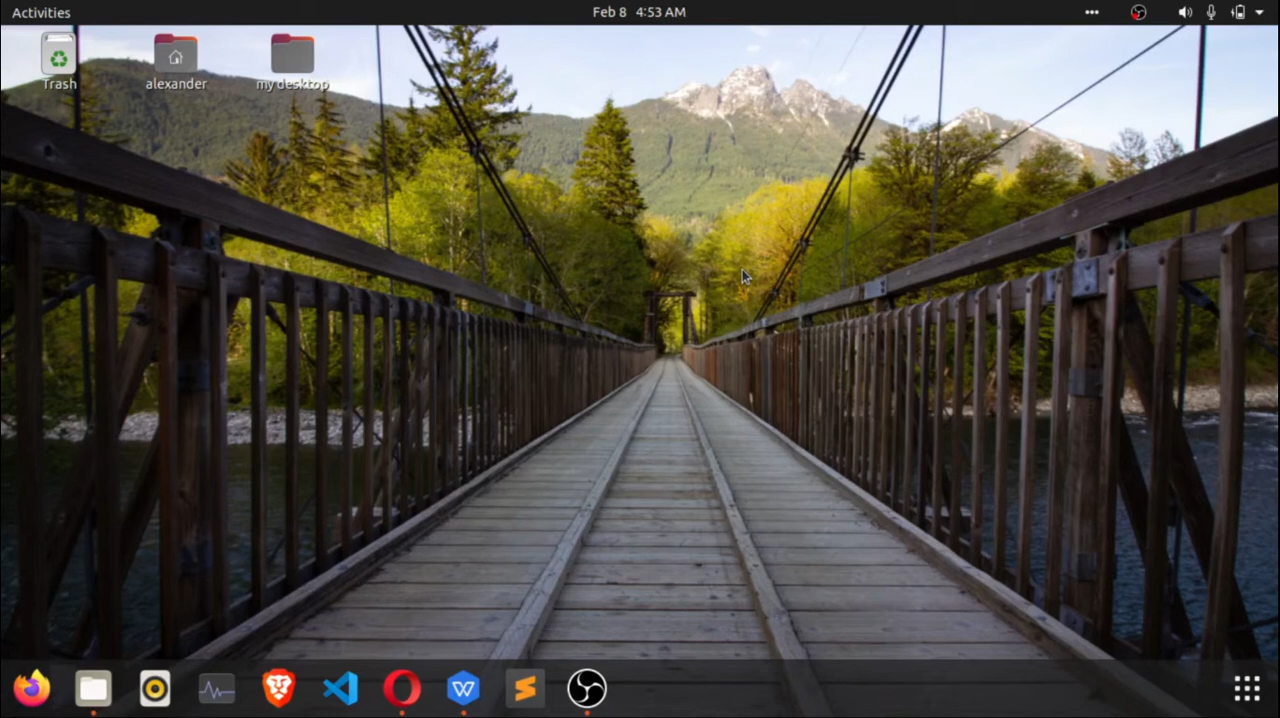 Activities
Feb 8 4:53 AM
Trash
alexander
my desktop
W